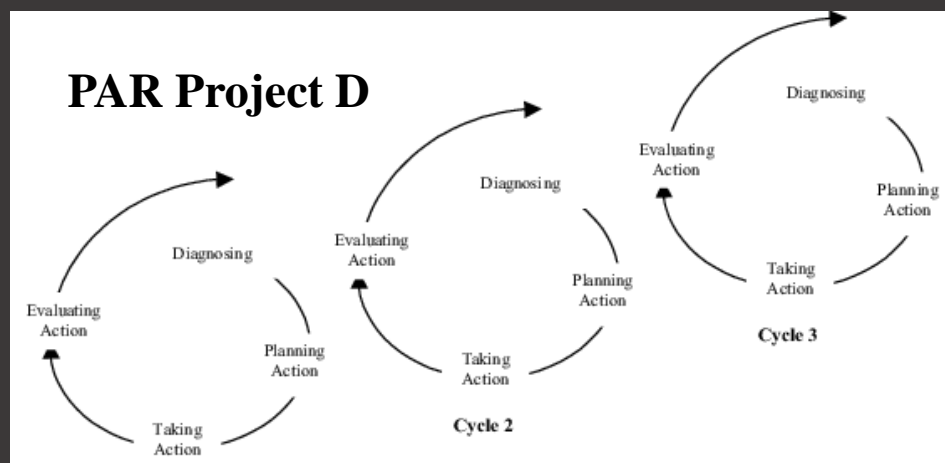 PAR Project D
Diagnosing
Evaluating
Action
Planning
Action
Taking
Action
Diagnosing
Evaluating
Action
Planning
Action
Taking
Action
Cycle 2
Diagnosing
Evaluating
Action
Planning
Action
Taking
Action
Cycle 3